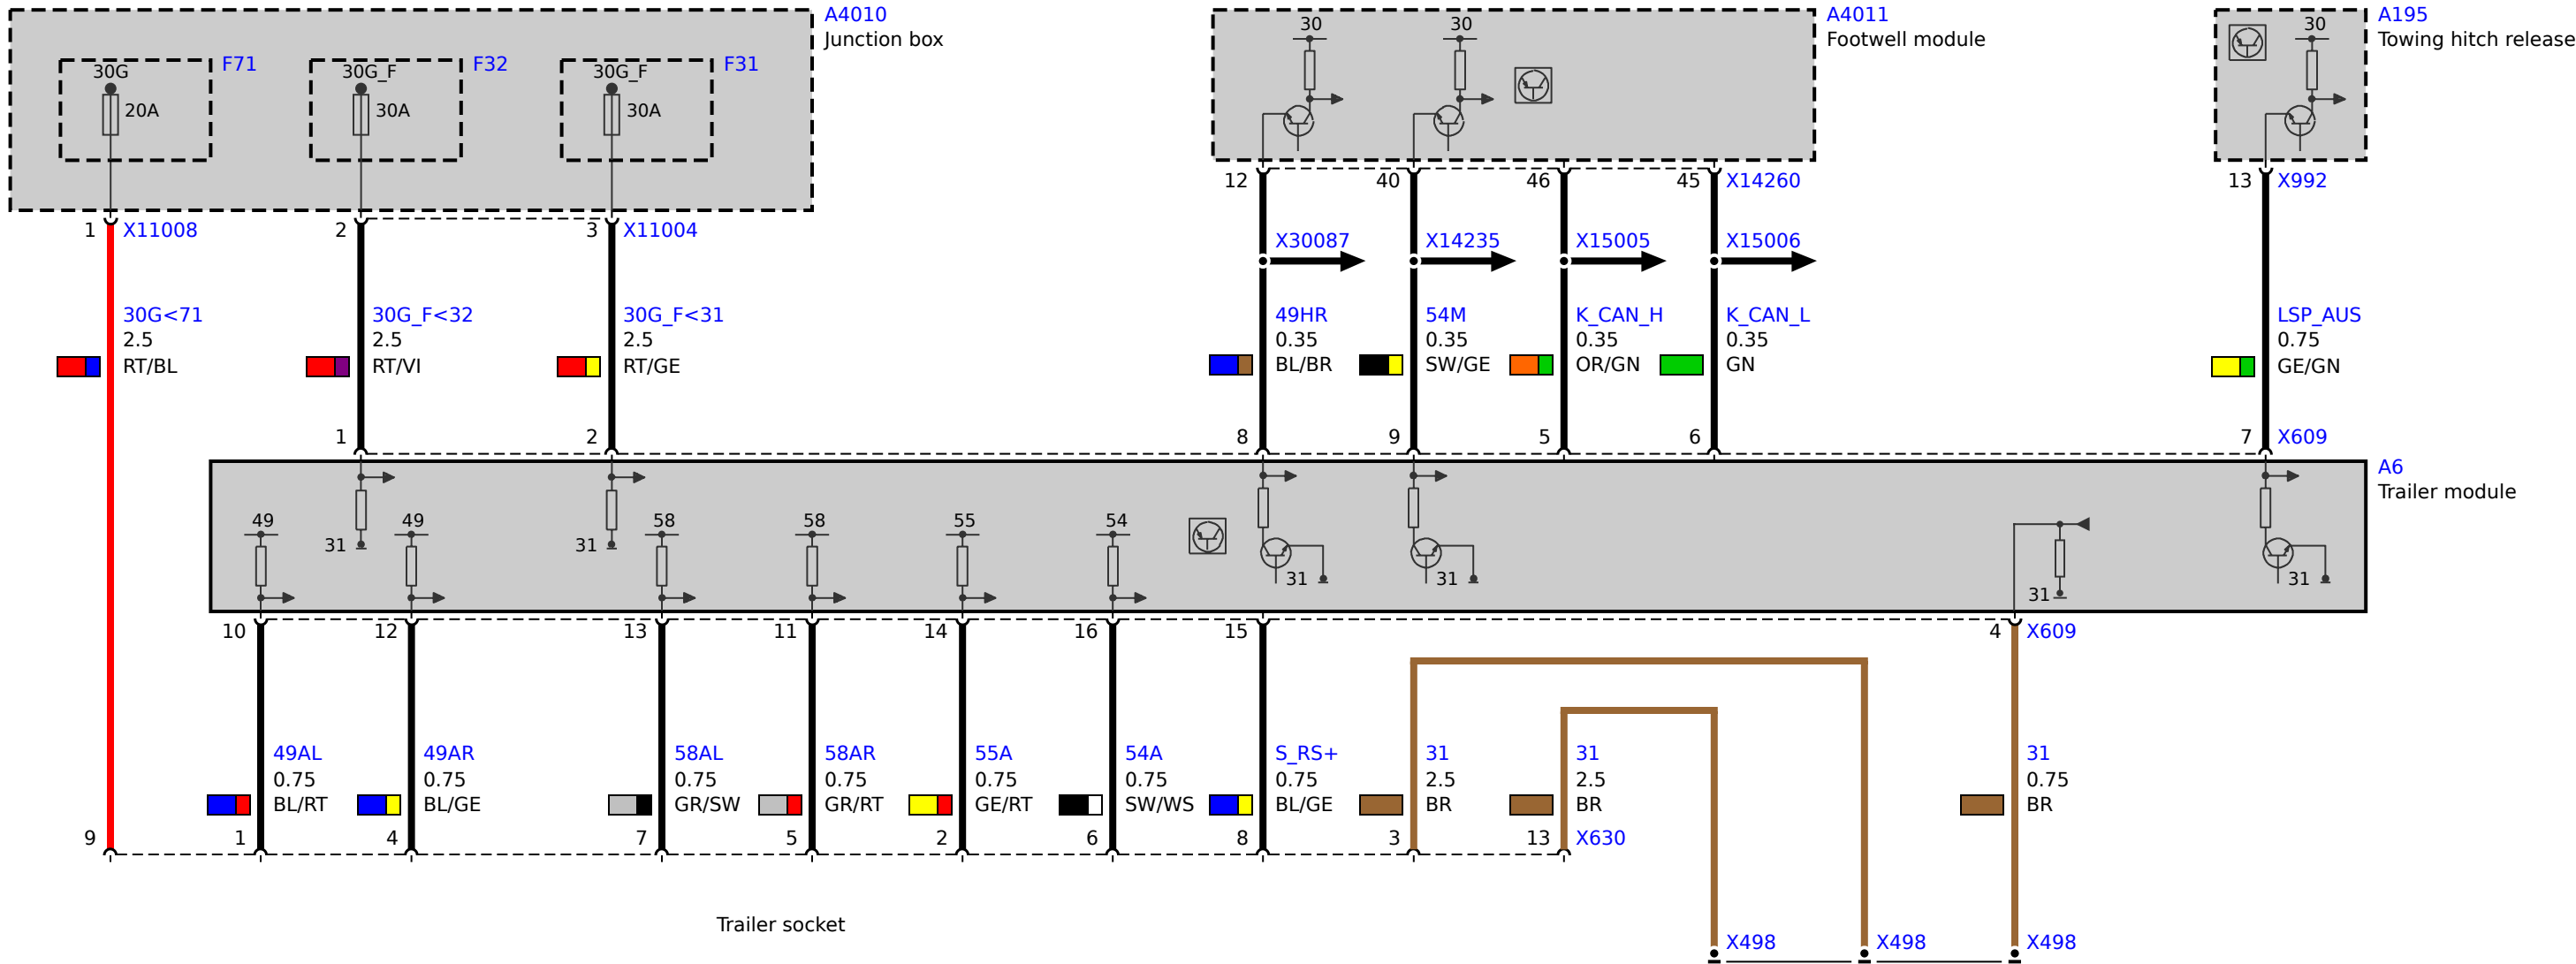 A4010
Junction box
30G
F71
20A
30G_F
F32
30A
30G_F
F31
30A
30
30
A4011
Footwell module
30
A195
Towing hitch release
1
X11008
2
3
X11004
12
40
46
45
X14260
13
X992
X30087
X14235
X15005
X15006
30G<71
2.5
RT/BL
30G_F<32
2.5
RT/VI
30G_F<31
2.5
RT/GE
49HR
0.35
BL/BR
54M
0.35
SW/GE
K_CAN_H
0.35
OR/GN
K_CAN_L
0.35
GN
LSP_AUS
0.75
GE/GN
1
2
8
9
5
6
7
X609
A6
Trailer module
49
31
49
31
58
58
55
54
31
31
31
31
10
12
13
11
14
16
15
4
X609
49AL
0.75
BL/RT
49AR
0.75
BL/GE
58AL
0.75
GR/SW
58AR
0.75
GR/RT
55A
0.75
GE/RT
54A
0.75
SW/WS
S_RS+
0.75
BL/GE
31
2.5
BR
31
2.5
BR
31
0.75
BR
9
1
4
7
5
2
6
8
3
13
X630
Trailer socket
X498
X498
X498